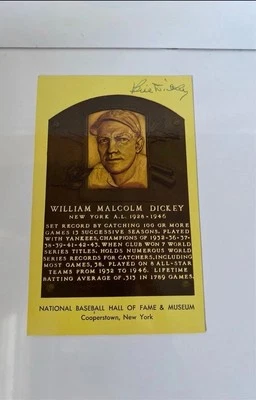 Bill Dickey
WILLIAM MALCOLM DICKEY
NEW YORK A.L. 1928-1946
SET RECORD BY CATCHING 100 OR MORE
GAMES 13 SUCCESSIVE SEASONS. PLAYED
WITH YANKEES, CHAMPIONS OF 1932-36-37-
38-39-41-42-43, WHEN CLUB WON 7 WORLD
SERIES TITLES. HOLDS NUMEROUS WORLD
SERIES RECORDS FOR CATCHERS, INCLUDING
MOST GAMES, 38. PLAYED ON 8 ALL-STAR
TEAMS FROM 1932 TO 1946. LIFETIME
BATTING AVERAGE OF .313 IN 1789 GAMES.
NATIONAL BASEBALL HALL OF FAME & MUSEUM
Cooperstown, New York